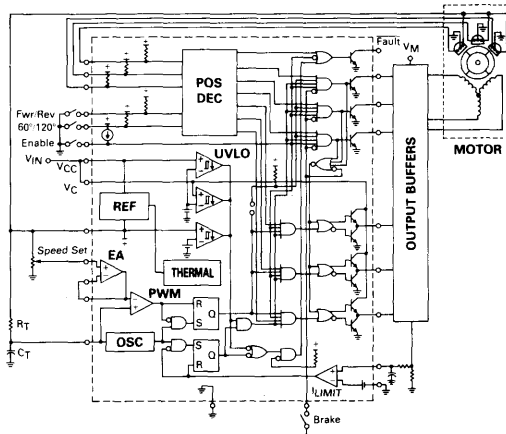 MOTOR
Fault
VM
POS
DEC
Fwr/Rev
60°/120°
Enable
UVLO
VIN
VCC
VC
REF
OUTPUT BUFFERS
Speed Set
EA
THERMAL
PWM
R
Q
S
RT
OSC
S
Q
R
CT
ILIMIT
Brake